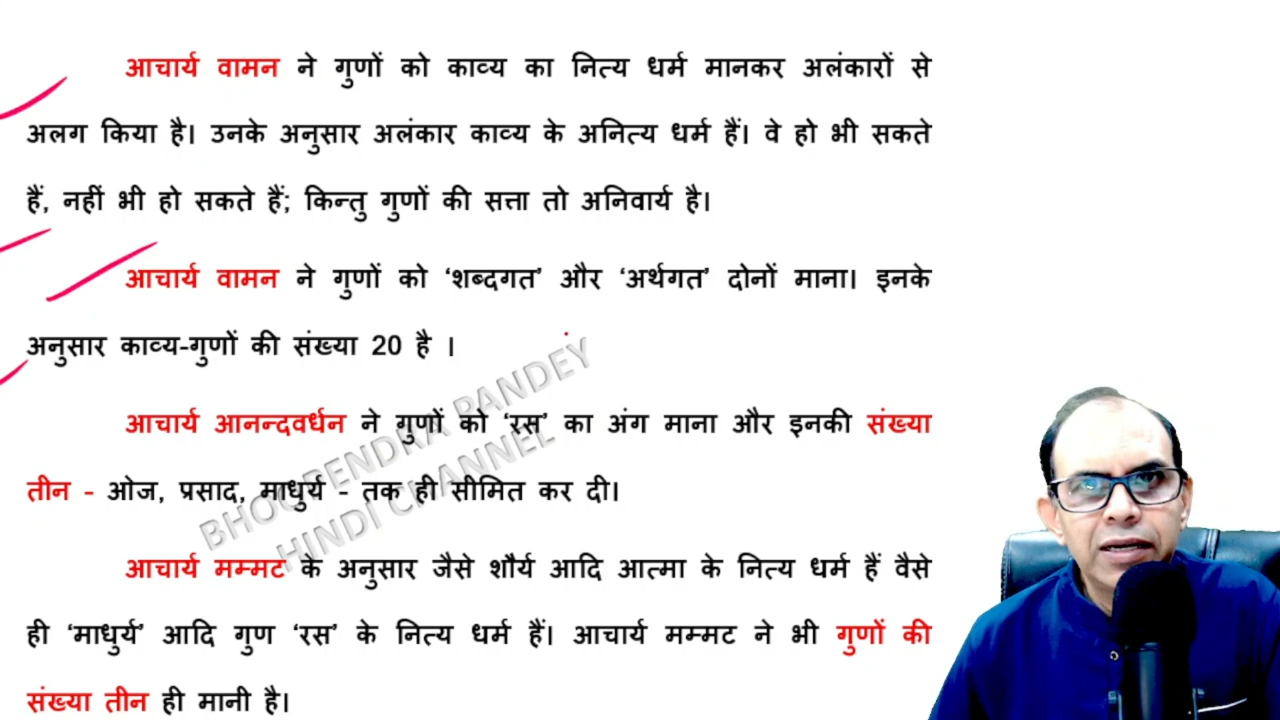 आचार्य वामन ने गुणों को काव्य का नित्य धर्म मानकर अलंकारों से
अलग किया है। उनके अनुसार अलंकार काव्य के अनित्य धर्म हैं। वे हो भी सकते
हैं, नहीं भी हो सकते हैं; किन्तु गुणों की सत्ता तो अनिवार्य है।
आचार्य वामन ने गुणों को ‘शब्दगत’ और ‘अर्थगत’ दोनों माना। इनके
अनुसार काव्य-गुणों की संख्या 20 है ।
आचार्य आनन्दवर्धन ने गुणों को ‘रस’ का अंग माना और इनकी संख्या
तीन - ओज, प्रसाद, माधुर्य - तक ही सीमित कर दी।
आचार्य मम्मट के अनुसार जैसे शौर्य आदि आत्मा के नित्य धर्म हैं वैसे
ही ‘माधुर्य’ आदि गुण ‘रस’ के नित्य धर्म हैं। आचार्य मम्मट ने भी गुणों की
संख्या तीन ही मानी है।
BHOOPENDRA PANDEY
HINDI CHANNEL